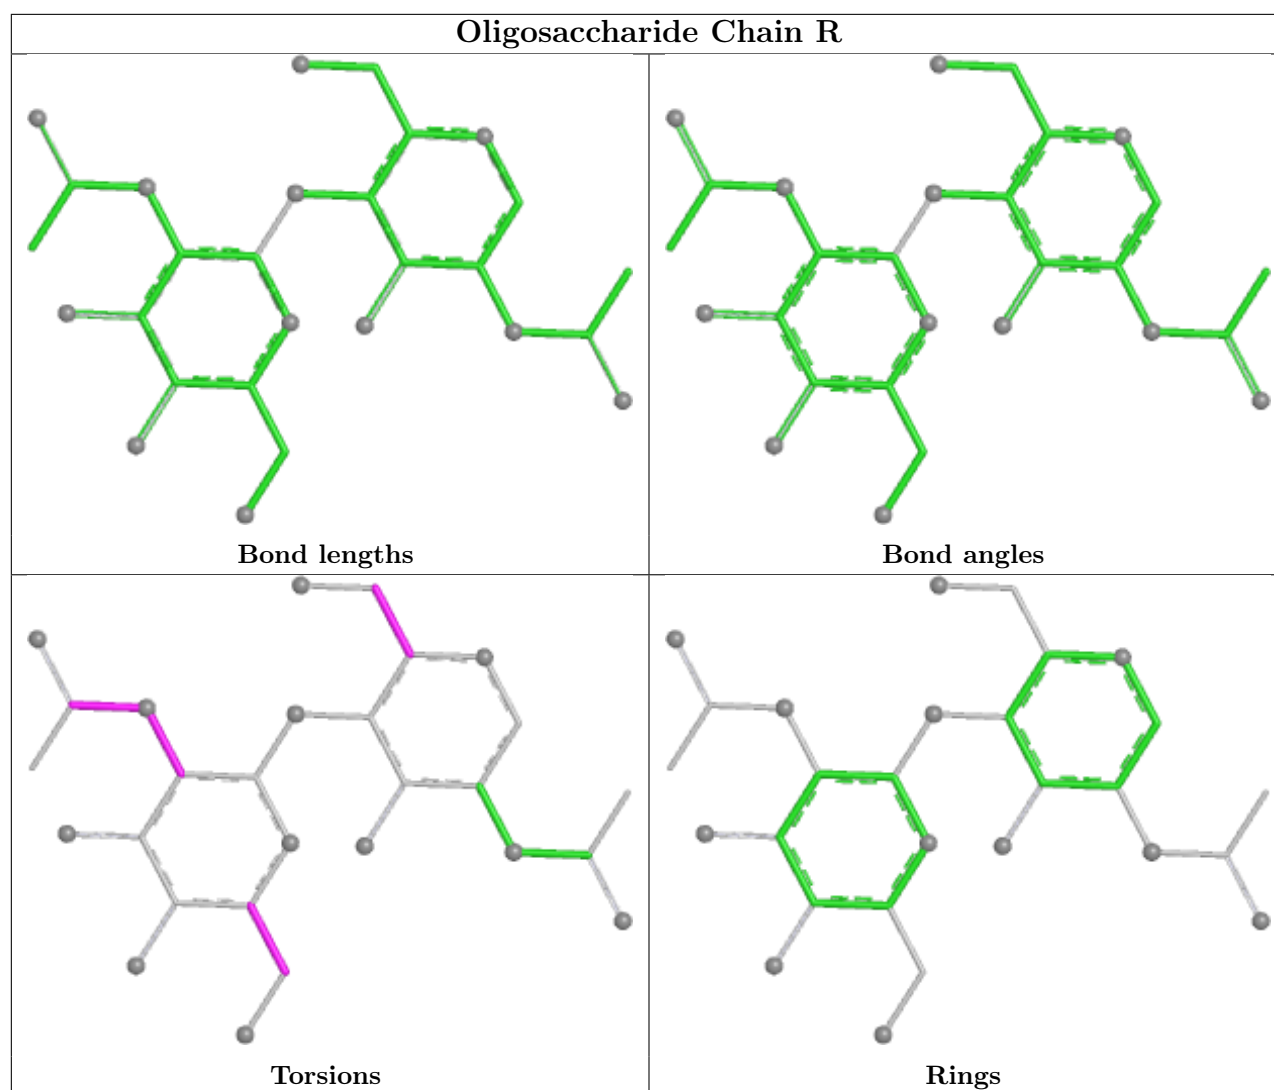 Oligosaccharide Chain R
Bond lengths
Bond angles
Torsions
Rings